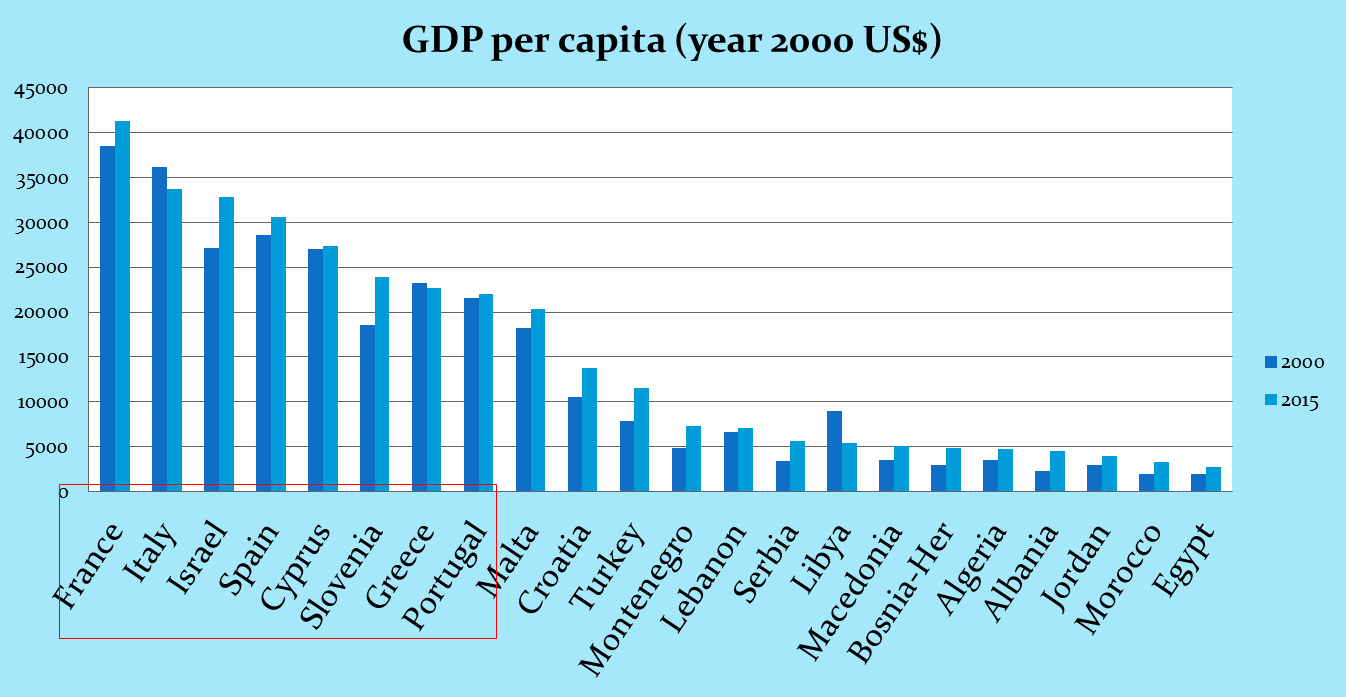 GDP per capita (year 2000 US$)
45000
40000
35000
30000
25000
20000
15000
10000
5000
0
2000
2015
France
Italy
Israel
Spain
Cyprus
Slovenia
Greece
Portugal
Malta
Croatia
Turkey
Montenegro
Lebanon
Serbia
Libya
Macedonia
Bosnia-Her
Algeria
Albania
Jordan
Morocco
Egypt